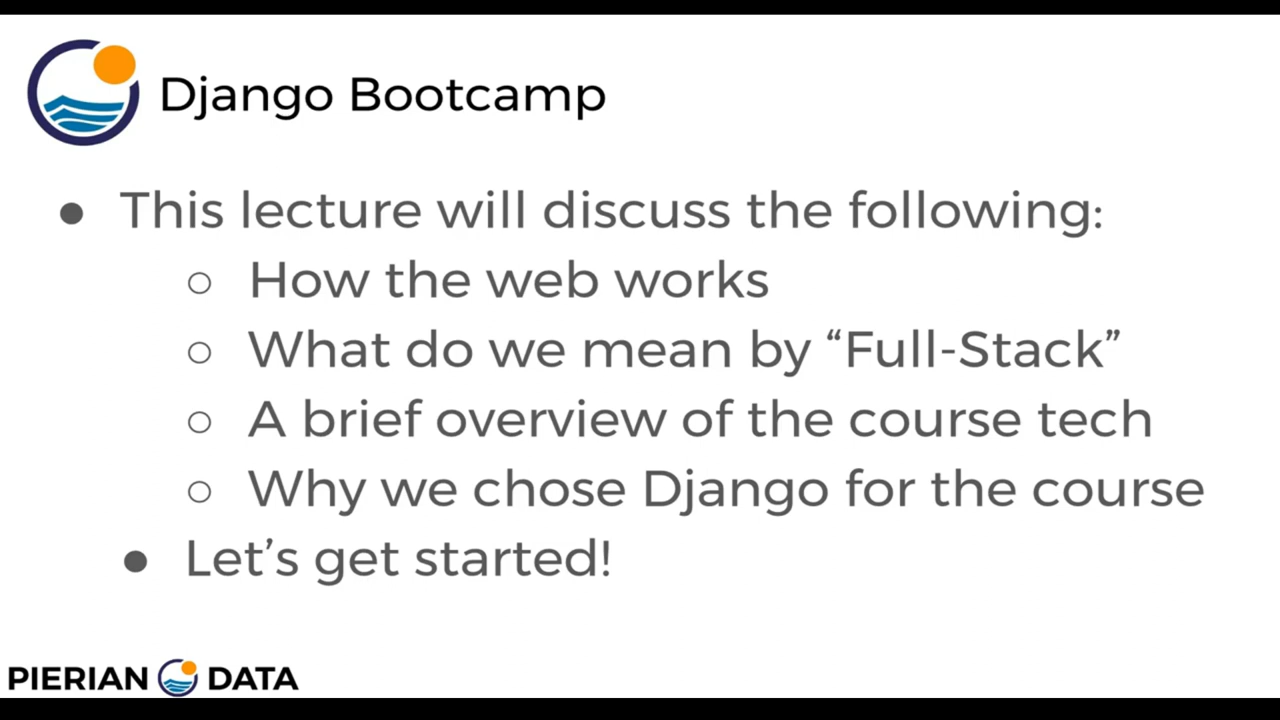 Django Bootcamp
● This lecture will discuss the following:
○ How the web works
○ What do we mean by “Full-Stack”
○ A brief overview of the course tech
○ Why we chose Django for the course
● Let’s get started!
PIERIAN DATA